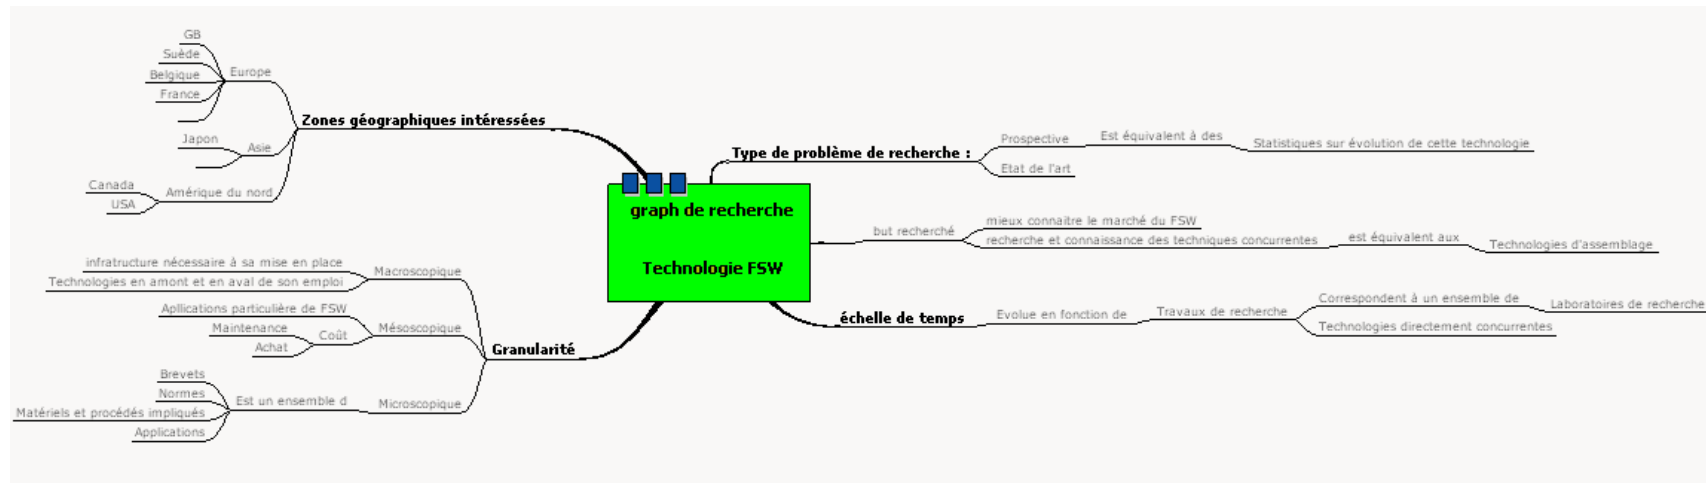 GB
Suède
Belgique
France
Europe
Zones géographiques intéressées
Japon
Asie
Canada
USA
Amérique du nord
graph de recherche
Technologie FSW
Type de problème de recherche :
Prospective
Est équivalent à des
Statistiques sur évolution de cette technologie
Etat de l'art
but recherché
mieux connaitre le marché du FSW
recherche et connaissance des techniques concurrentes
est équivalent aux
Technologies d'assemblage
échelle de temps
Evolue en fonction de
Travaux de recherche
Correspondent à un ensemble de
Laboratoires de recherche
Technologies directement concurrentes
infratructure nécessaire à sa mise en place
Technologies en amont et en aval de son emploi
Macroscopique
Apllications particulière de FSW
Maintenance
Achat
Coût
Mésoscopique
Granularité
Brevets
Normes
Matériels et procédés impliqués
Applications
Est un ensemble d
Microscopique